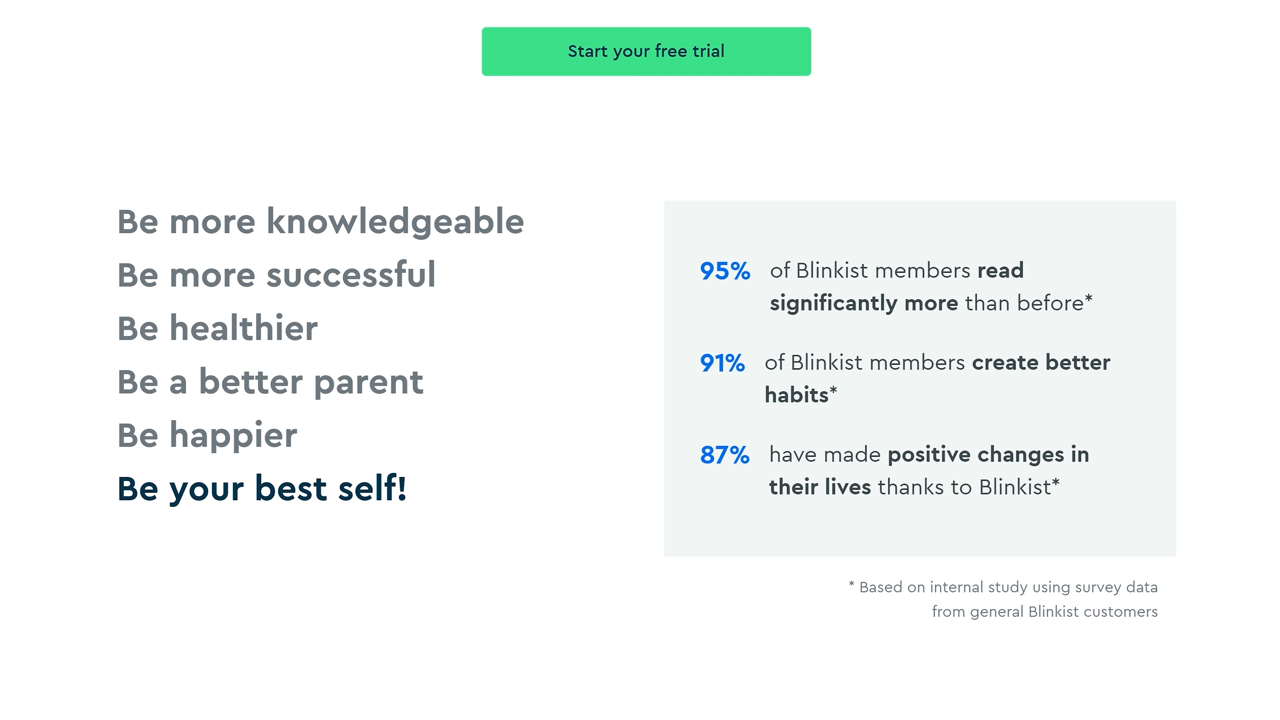 Start your free trial
Be more knowledgeable
Be more successful
Be healthier
Be a better parent
Be happier
Be your best self!
95% of Blinkist members read
significantly more than before*
91% of Blinkist members create better
habits*
87% have made positive changes in
their lives thanks to Blinkist*
* Based on internal study using survey data
from general Blinkist customers